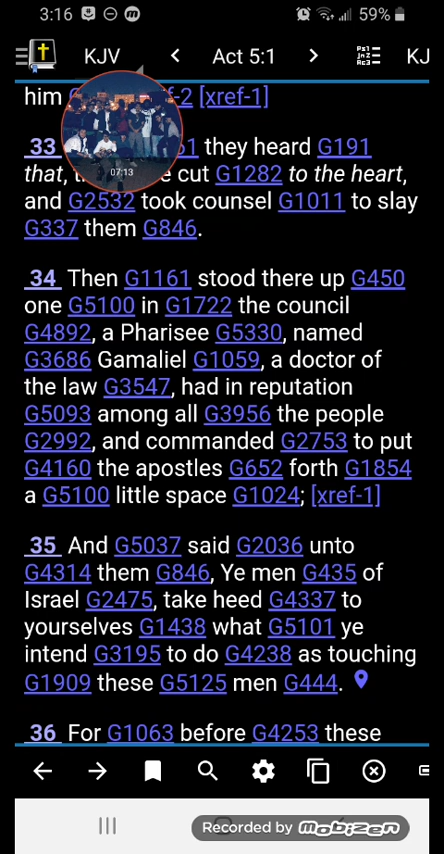 3:16 59%
KJV < Act 5:1 > KJ
him f-2 [xref-1]
07:13
33 1 they heard G191
that, e cut G1282 to the heart,
and G2532 took counsel G1011 to slay
G337 them G846.
34 Then G1161 stood there up G450
one G5100 in G1722 the council
G4892, a Pharisee G5330, named
G3686 Gamaliel G1059, a doctor of
the law G3547, had in reputation
G5093 among all G3956 the people
G2992, and commanded G2753 to put
G4160 the apostles G652 forth G1854
a G5100 little space G1024; [xref-1]
35 And G5037 said G2036 unto
G4314 them G846, Ye men G435 of
Israel G2475, take heed G4337 to
yourselves G1438 what G5101 ye
intend G3195 to do G4238 as touching
G1909 these G5125 men G444.
36 For G1063 before G4253 these
Recorded by mobizen